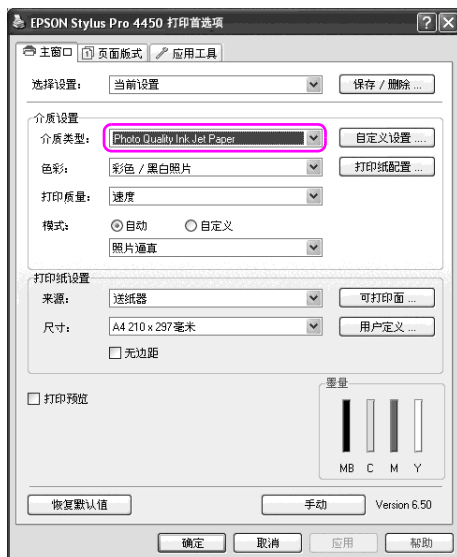 EPSON Stylus Pro 4450 打印首选项
主窗口 页面版式 应用工具
选择设置: 当前设置 保存 / 删除 ...
介质设置
介质类型: Photo Quality Ink Jet Paper 自定义设置 ....
色彩: 彩色 / 黑白照片 打印纸配置 ...
打印质量: 速度
模式: 自动 自定义
照片逼真
打印纸设置
来源: 送纸器 可打印面 ...
尺寸: A4 210 x 297 毫米 用户定义 ...
无边距
打印预览
墨量
MB C M Y
恢复默认值 手动 Version 6.50
确定 取消 应用 帮助